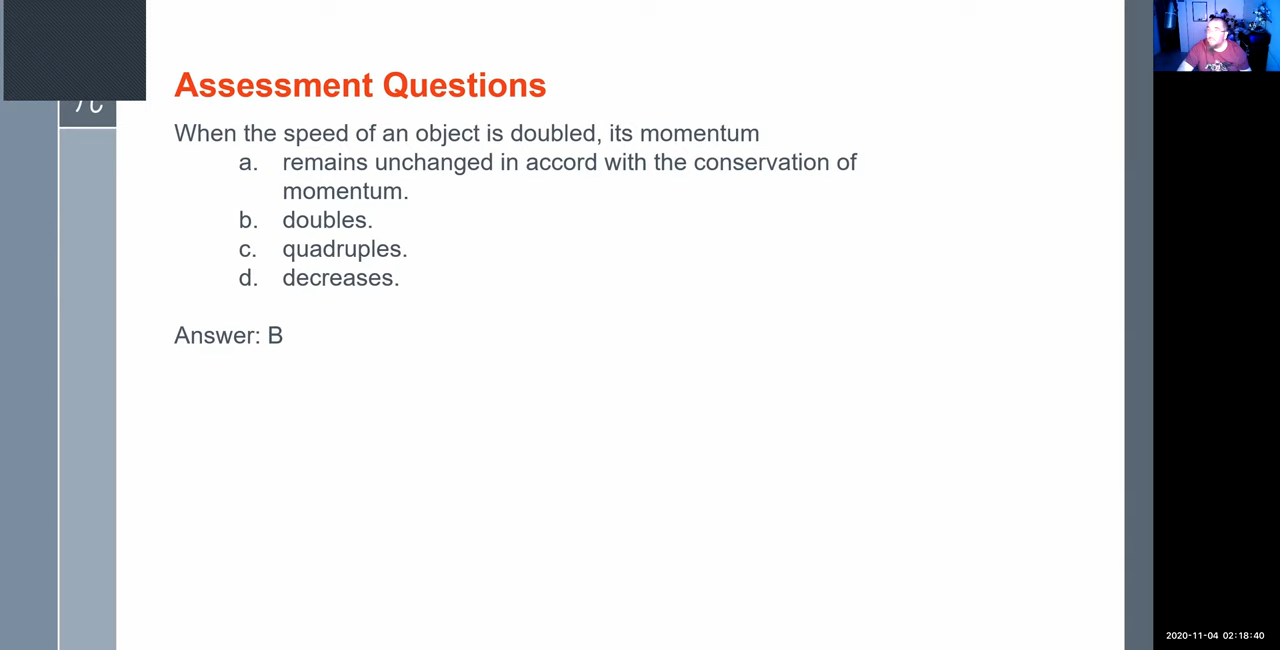 Assessment Questions
When the speed of an object is doubled, its momentum
a. remains unchanged in accord with the conservation of
momentum.
b. doubles.
c. quadruples.
d. decreases.
Answer: B
2020-11-04 02:18:40